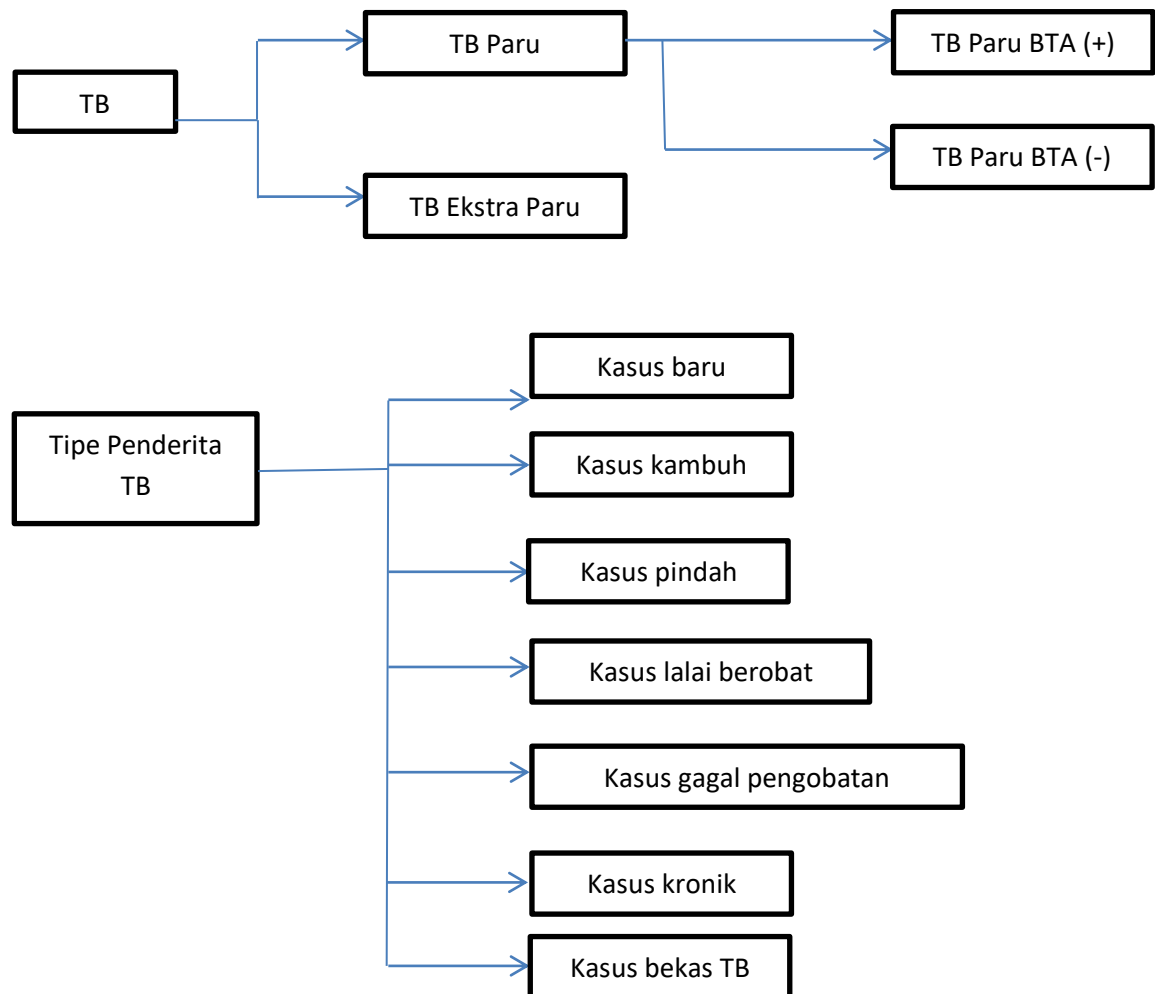 TB Paru
TB Paru BTA (+)
TB
TB Paru BTA (-)
TB Ekstra Paru
Kasus baru
Tipe Penderita
TB
Kasus kambuh
Kasus pindah
Kasus lalai berobat
Kasus gagal pengobatan
Kasus kronik
Kasus bekas TB